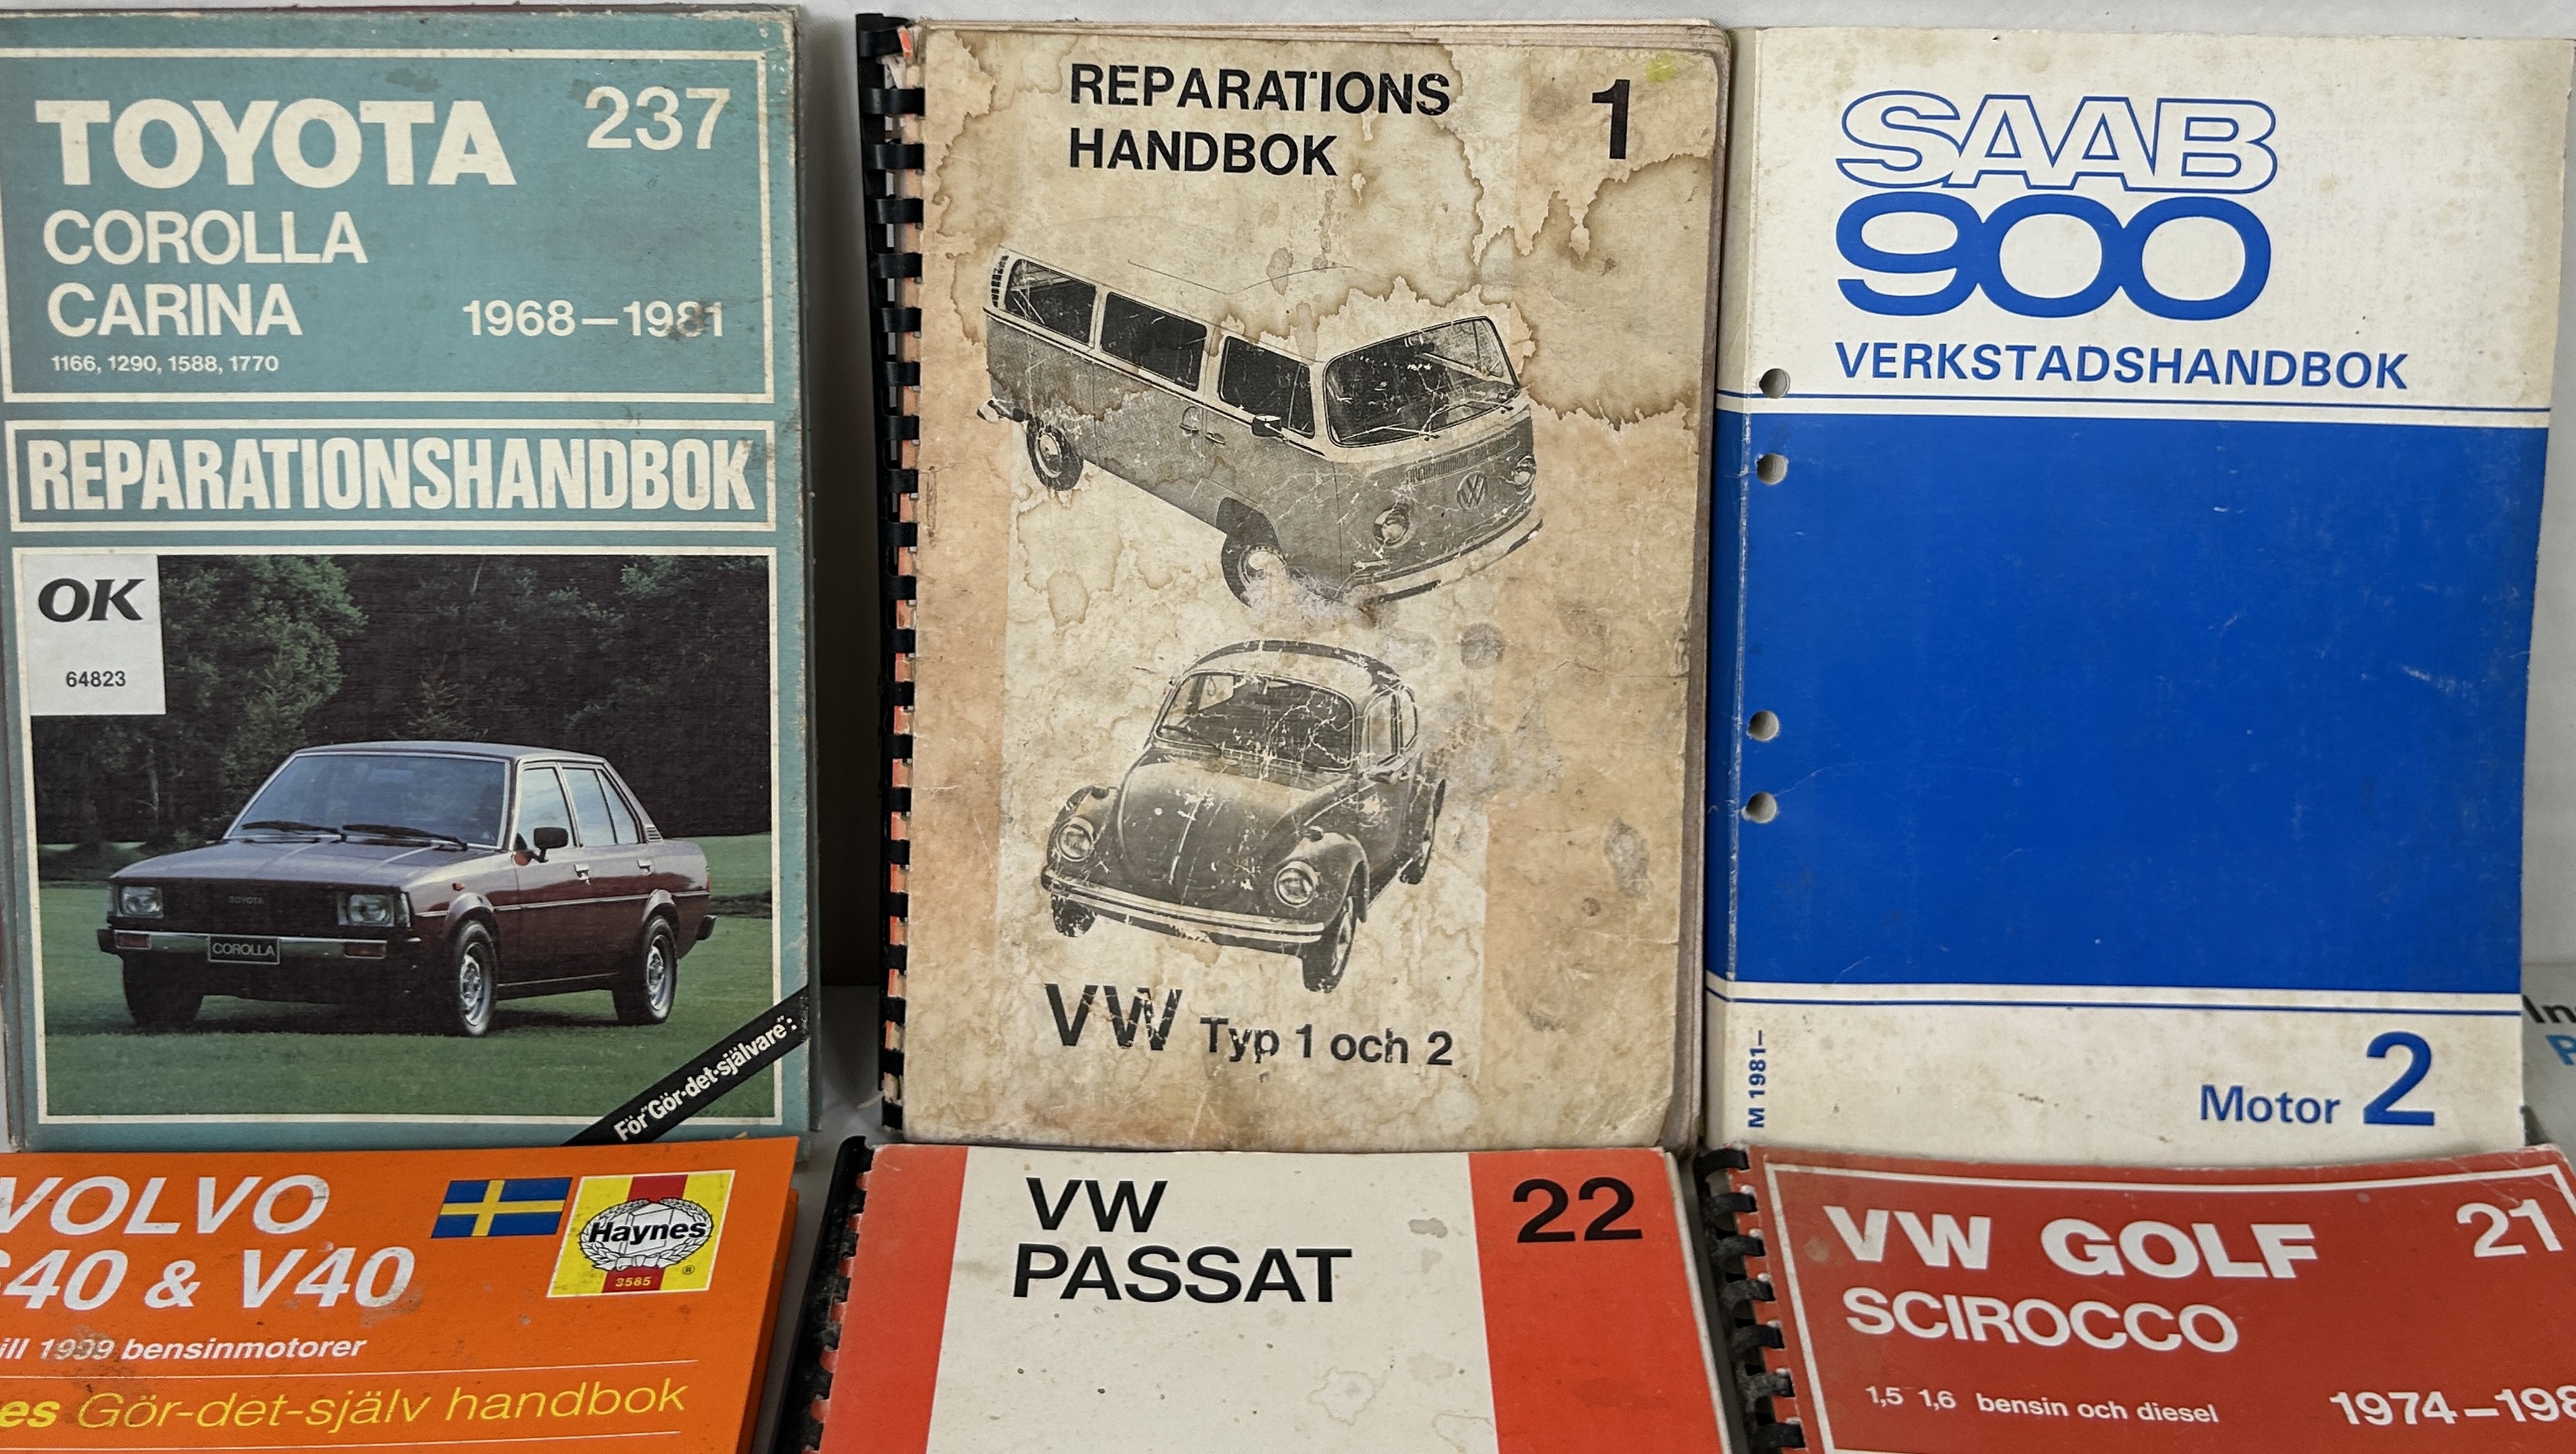 TOYOTA 237
COROLLA
CARINA 1968–1981
1166, 1290, 1588, 1770
REPARATIONSHANDBOK
OK
64823
TOYOTA
COROLLA
För "Gör-det-självare":
REPARATIONS 1
HANDBOK
VW Typ 1 och 2
SAAB
900
VERKSTADSHANDBOK
M 1981–
Motor 2
VOLVO
S40 & V40
Haynes
3585
ill 1999 bensinmotorer
es Gör-det-själv handbok
VW 22
PASSAT
VW GOLF 21
SCIROCCO
1,5 1,6 bensin och diesel
1974–198
In
P